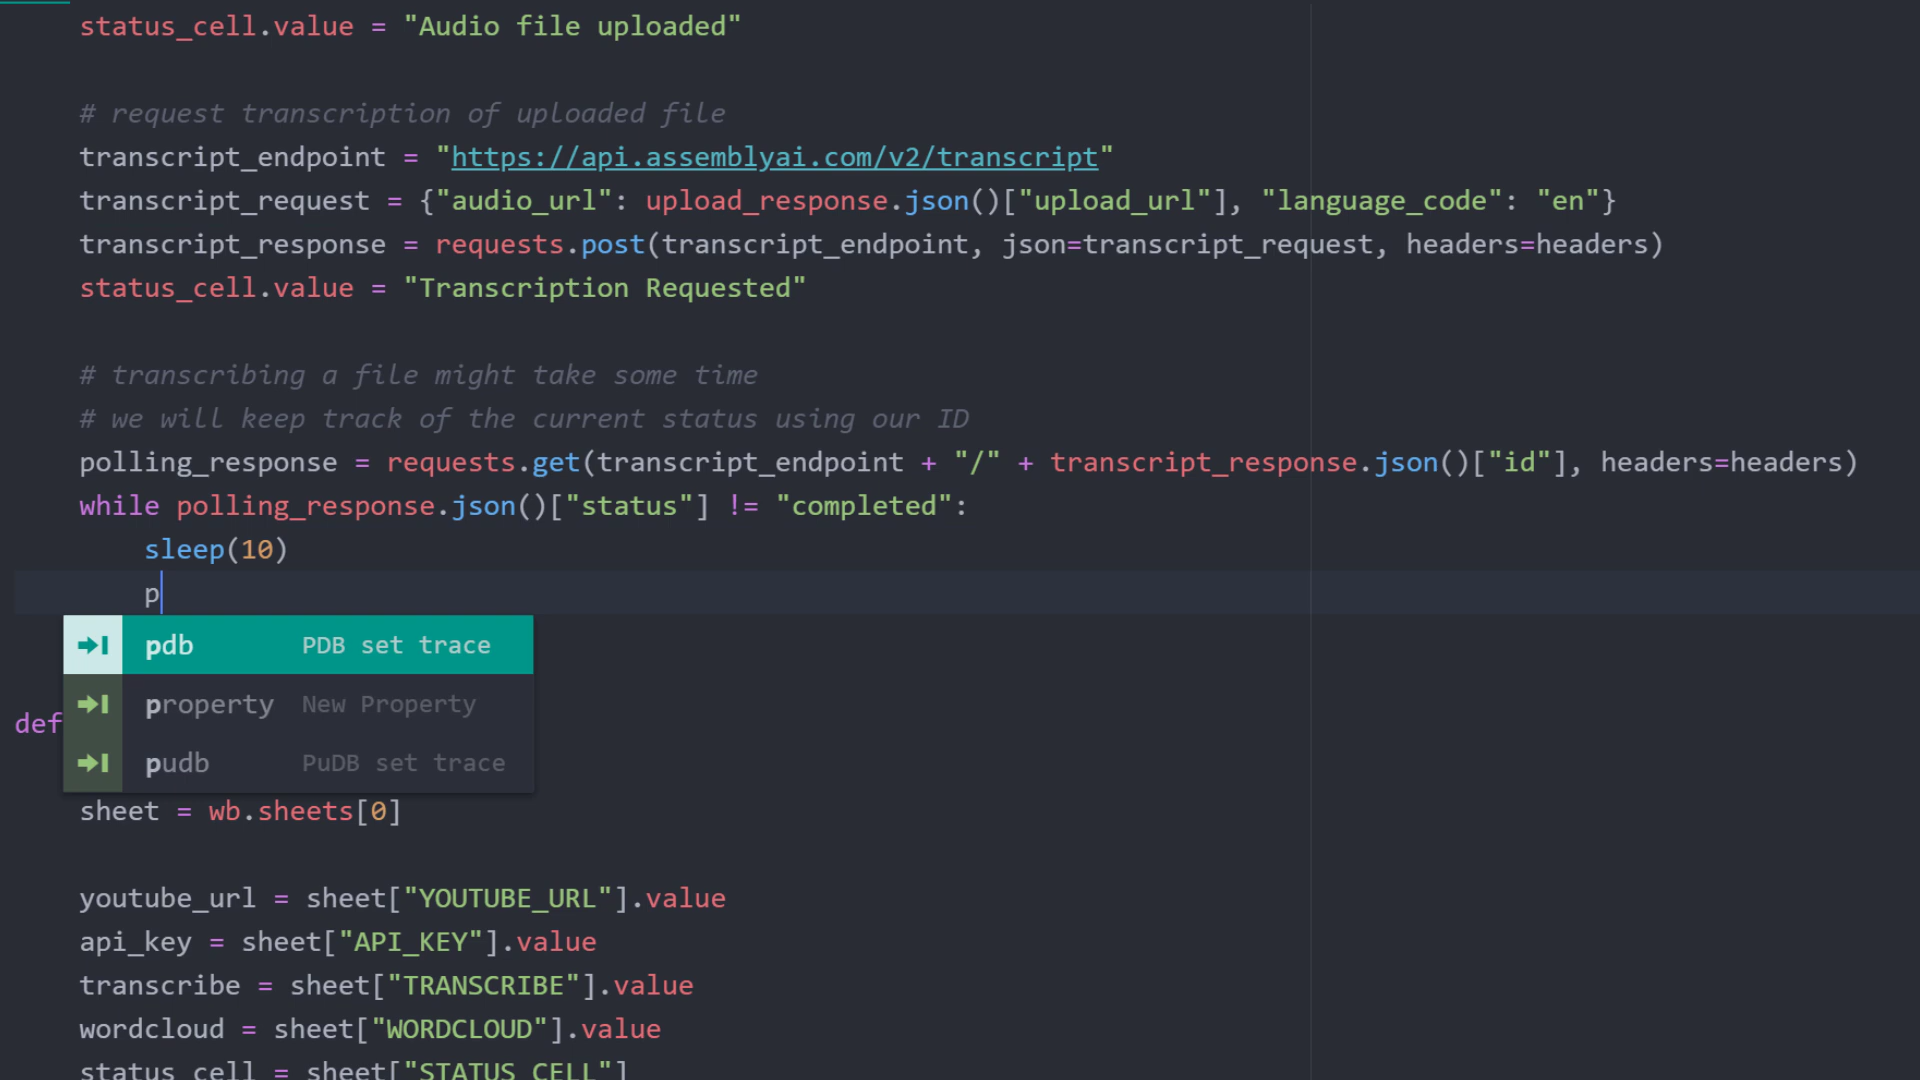 status_cell.value = "Audio file uploaded"
# request transcription of uploaded file
transcript_endpoint = "https://api.assemblyai.com/v2/transcript"
transcript_request = {"audio_url": upload_response.json()["upload_url"], "language_code": "en"}
transcript_response = requests.post(transcript_endpoint, json=transcript_request, headers=headers)
status_cell.value = "Transcription Requested"
# transcribing a file might take some time
# we will keep track of the current status using our ID
polling_response = requests.get(transcript_endpoint + "/" + transcript_response.json()["id"], headers=headers)
while polling_response.json()["status"] != "completed":
sleep(10)
p
pdb PDB set trace
property New Property
def
pudb PuDB set trace
sheet = wb.sheets[0]
youtube_url = sheet["YOUTUBE_URL"].value
api_key = sheet["API_KEY"].value
transcribe = sheet["TRANSCRIBE"].value
wordcloud = sheet["WORDCLOUD"].value
status_cell = sheet["STATUS_CELL"]